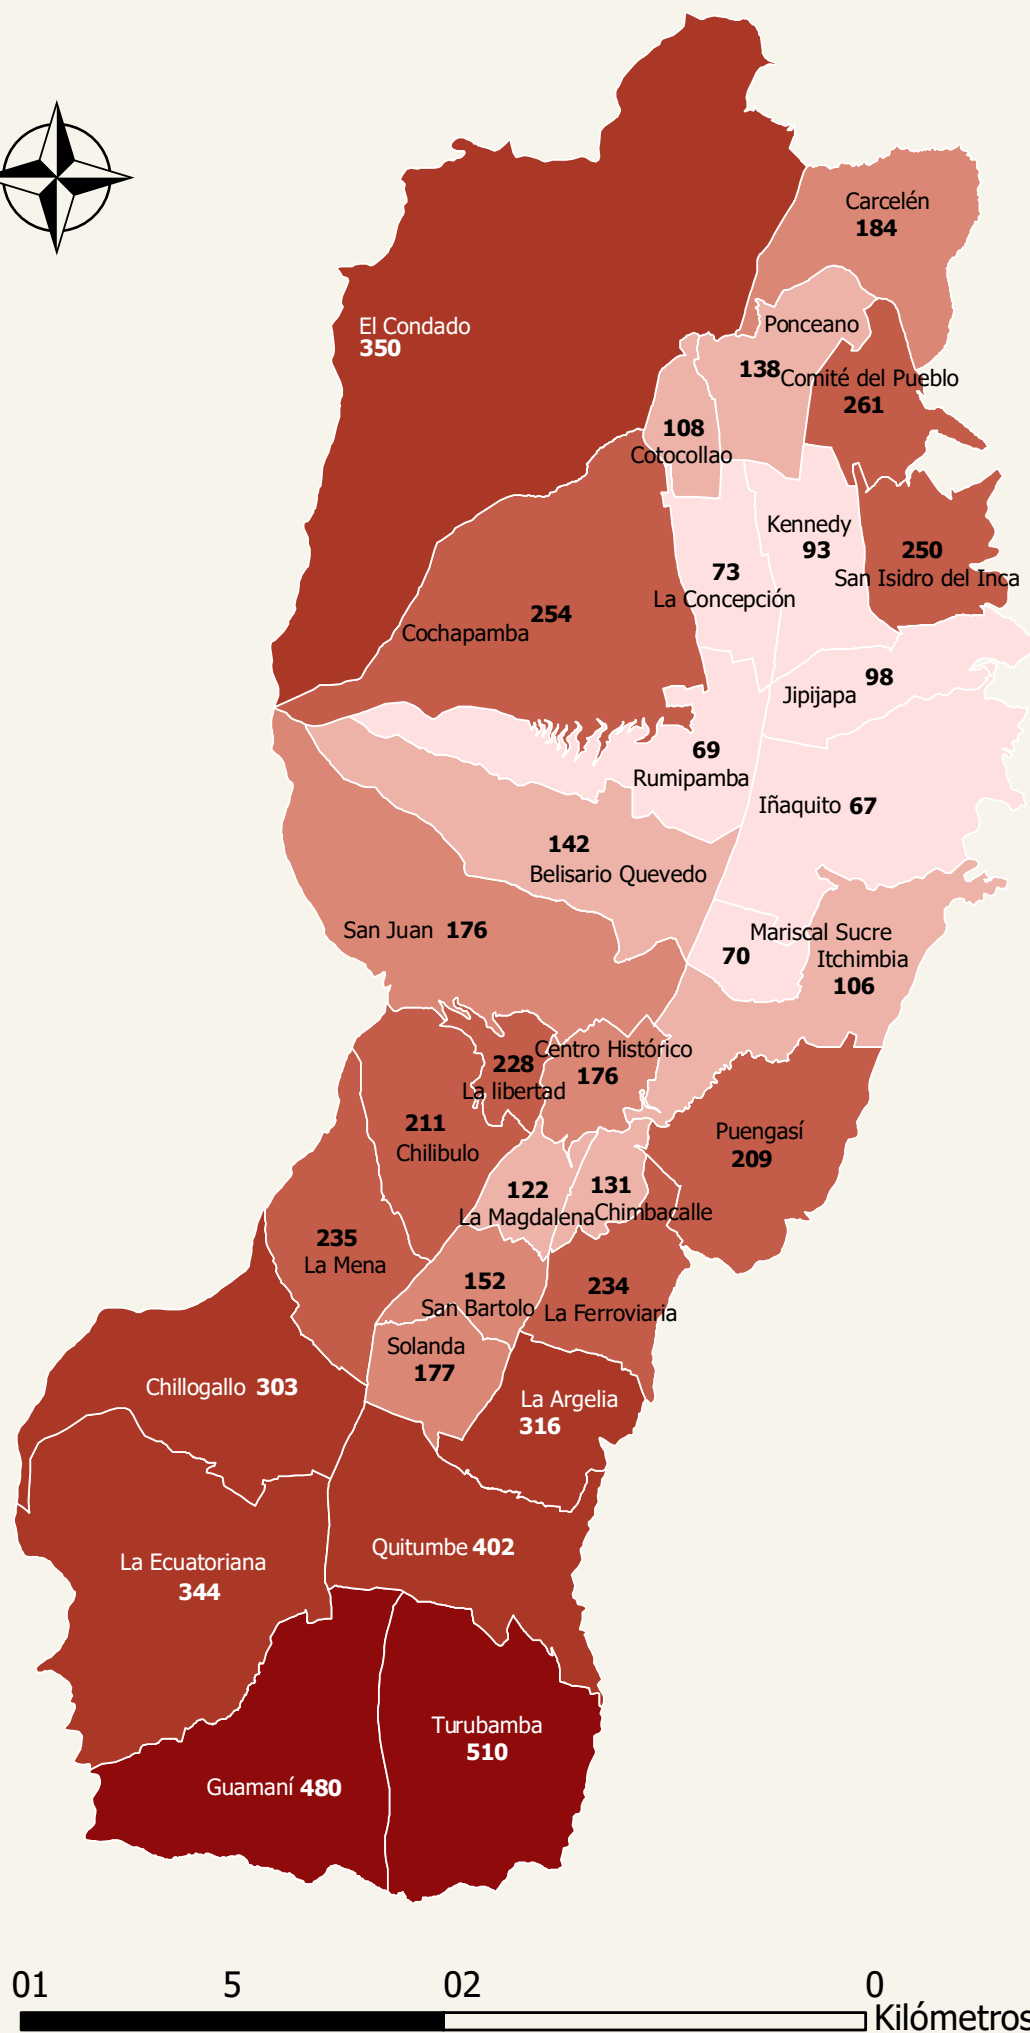 Carcelén
184
El Condado
350
Ponceano
138
Comité del Pueblo
261
108
Cotocollao
Kennedy
93
250
San Isidro del Inca
73
La Concepción
254
Cochapamba
98
Jipijapa
69
Rumipamba
Iñaquito 67
142
Belisario Quevedo
San Juan 176
Mariscal Sucre
70
Itchimbia
106
Centro Histórico
176
228
La libertad
211
Chilibulo
Puengasí
209
122
La Magdalena
131
Chimbacalle
235
La Mena
152
San Bartolo
234
La Ferroviaria
Solanda
177
Chillogallo 303
La Argelia
316
Quitumbe 402
La Ecuatoriana
344
Turubamba
510
Guamaní 480
01 5 02 0
Kilómetros